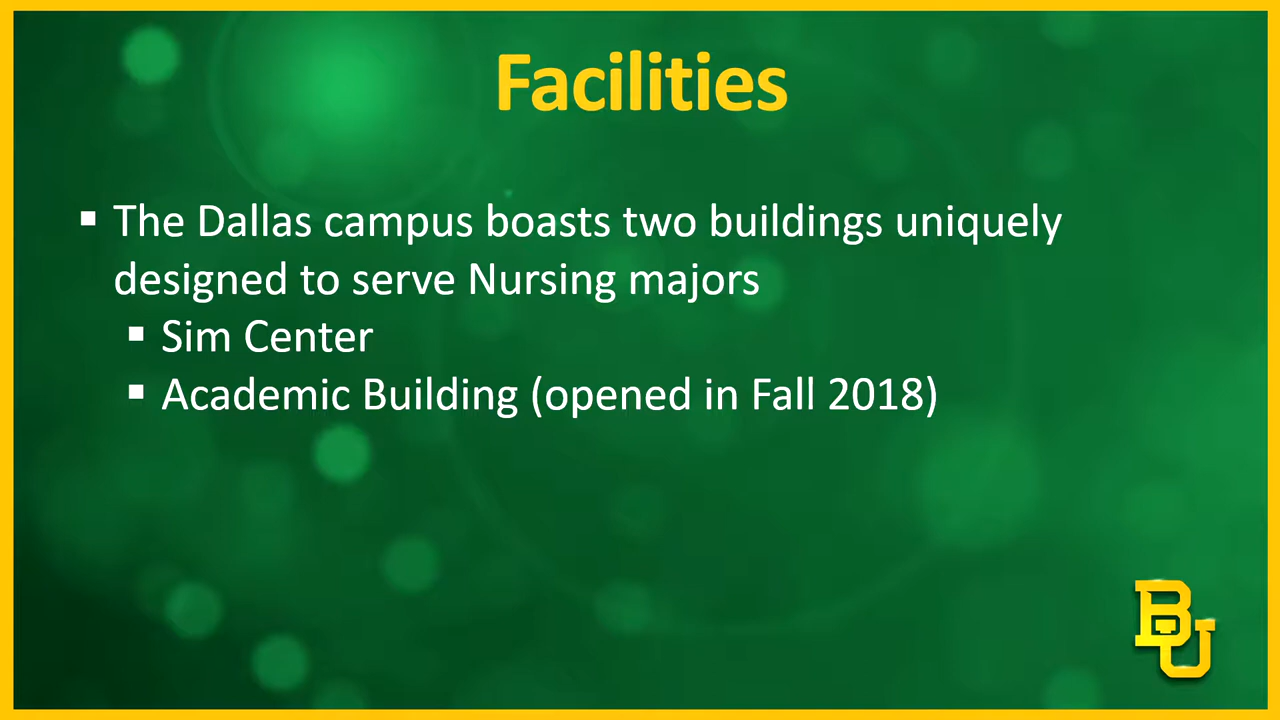 Facilities
▪ The Dallas campus boasts two buildings uniquely
designed to serve Nursing majors
▪ Sim Center
▪ Academic Building (opened in Fall 2018)
BU